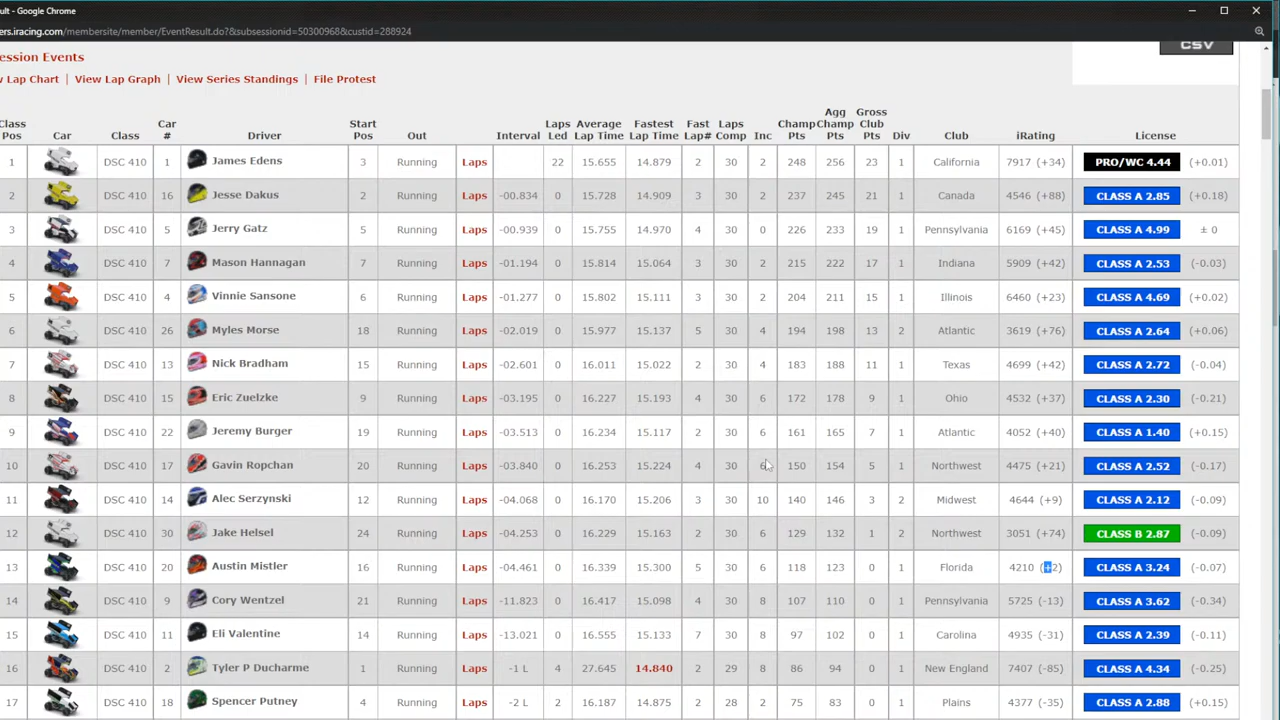 ult - Google Chrome
ers.iracing.com/membersite/member/EventResult.do?&subsessionid=50300968&custid=288924
CSV
ession Events
w Lap Chart | View Lap Graph | View Series Standings | File Protest
Class Pos Car Class Car # Driver Start Pos Out Interval Laps Led Average Lap Time Fastest Lap Time Fast Lap# Laps Comp Inc Champ Pts Agg Champ Pts Gross Club Pts Div Club iRating License
1 DSC 410 1 James Edens 3 Running Laps 22 15.655 14.879 2 30 2 248 256 23 1 California 7917 (+34) PRO/WC 4.44 (+0.01)
2 DSC 410 16 Jesse Dakus 2 Running Laps -00.834 0 15.728 14.909 3 30 2 237 245 21 1 Canada 4546 (+88) CLASS A 2.85 (+0.18)
3 DSC 410 5 Jerry Gatz 5 Running Laps -00.939 0 15.755 14.970 4 30 0 226 233 19 1 Pennsylvania 6169 (+45) CLASS A 4.99 ± 0
4 DSC 410 7 Mason Hannagan 7 Running Laps -01.194 0 15.814 15.064 3 30 2 215 222 17 1 Indiana 5909 (+42) CLASS A 2.53 (-0.03)
5 DSC 410 4 Vinnie Sansone 6 Running Laps -01.277 0 15.802 15.111 3 30 2 204 211 15 1 Illinois 6460 (+23) CLASS A 4.69 (+0.02)
6 DSC 410 26 Myles Morse 18 Running Laps -02.019 0 15.977 15.137 5 30 0 194 198 13 2 Atlantic 3619 (+76) CLASS A 2.64 (+0.06)
7 DSC 410 13 Nick Bradham 15 Running Laps -02.601 0 16.011 15.022 2 30 4 183 188 11 1 Texas 4699 (+42) CLASS A 2.72 (-0.04)
8 DSC 410 15 Eric Zuelzke 9 Running Laps -03.195 0 16.227 15.193 4 30 6 172 178 9 1 Ohio 4532 (+37) CLASS A 2.30 (-0.21)
9 DSC 410 22 Jeremy Burger 19 Running Laps -03.513 0 16.234 15.117 2 30 6 161 165 7 1 Atlantic 4052 (+40) CLASS A 1.40 (+0.15)
10 DSC 410 17 Gavin Ropchan 20 Running Laps -03.840 0 16.253 15.224 4 30 6 150 154 5 1 Northwest 4475 (+21) CLASS A 2.52 (-0.17)
11 DSC 410 14 Alec Serzynski 12 Running Laps -04.068 0 16.170 15.206 3 30 10 140 146 3 2 Midwest 4644 (+9) CLASS A 2.12 (-0.09)
12 DSC 410 30 Jake Helsel 24 Running Laps -04.253 0 16.229 15.163 2 30 6 129 132 1 2 Northwest 3051 (+74) CLASS B 2.87 (-0.09)
13 DSC 410 20 Austin Mistler 16 Running Laps -04.461 0 16.339 15.300 5 30 6 118 123 0 1 Florida 4210 (+2) CLASS A 3.24 (-0.07)
14 DSC 410 9 Cory Wentzel 21 Running Laps -11.823 0 16.417 15.098 4 30 6 107 110 0 1 Pennsylvania 5725 (-13) CLASS A 3.62 (-0.34)
15 DSC 410 11 Eli Valentine 14 Running Laps 0 16.555 15.133 7 30 8 97 102 0 1 Carolina 4935 (-31) CLASS A 2.39 (-0.11)
16 DSC 410 2 Tyler P Ducharme 1 Running Laps -1 L 4 27.645 14.840 2 29 8 86 94 0 1 New England 7407 (-85) CLASS A 4.34 (-0.25)
17 DSC 410 18 Spencer Putney 4 Running Laps -2 L 2 16.187 14.875 2 28 2 75 83 0 1 Plains 4377 (-35) CLASS A 2.88 (+0.15)